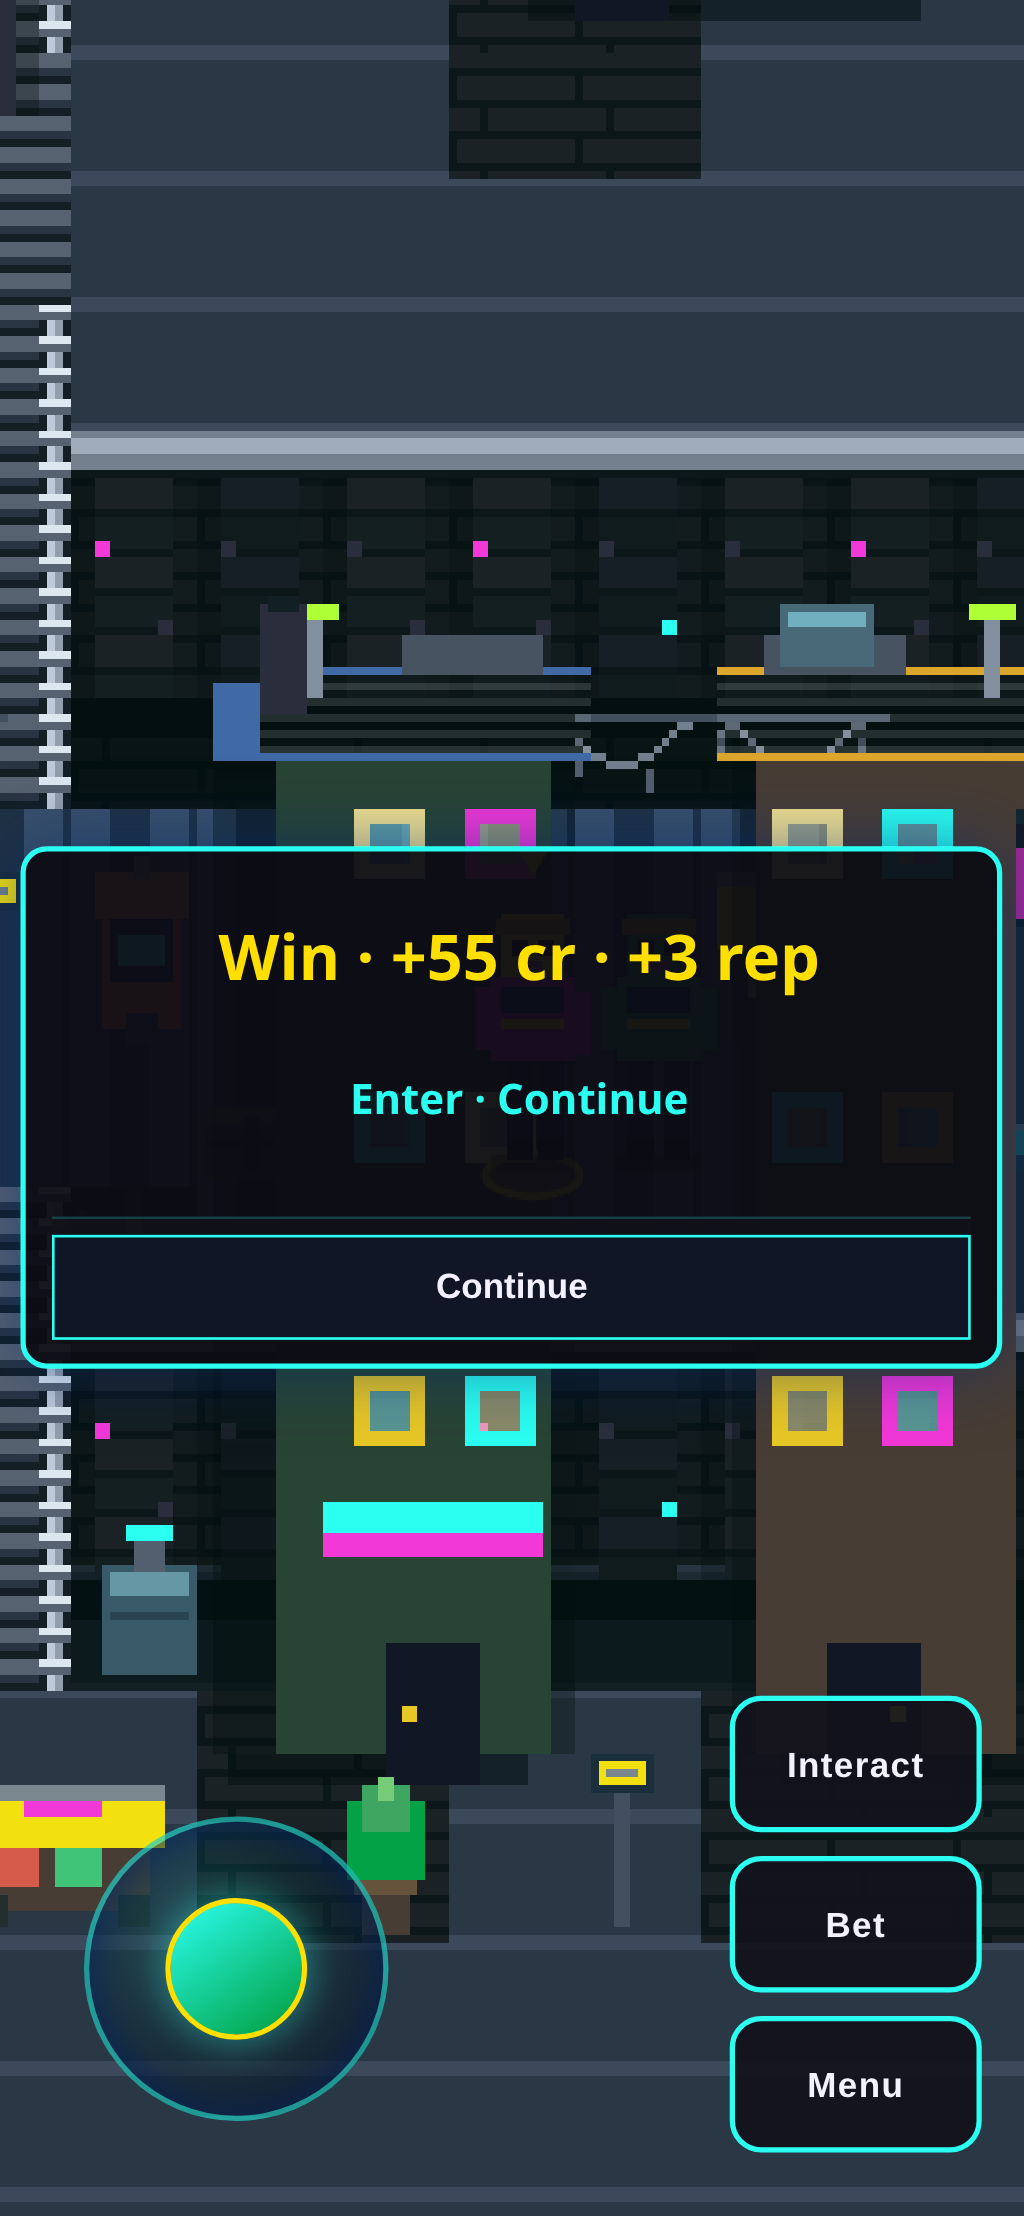 Win · +55 cr · +3 rep
Enter · Continue
Continue
Interact
Bet
Menu